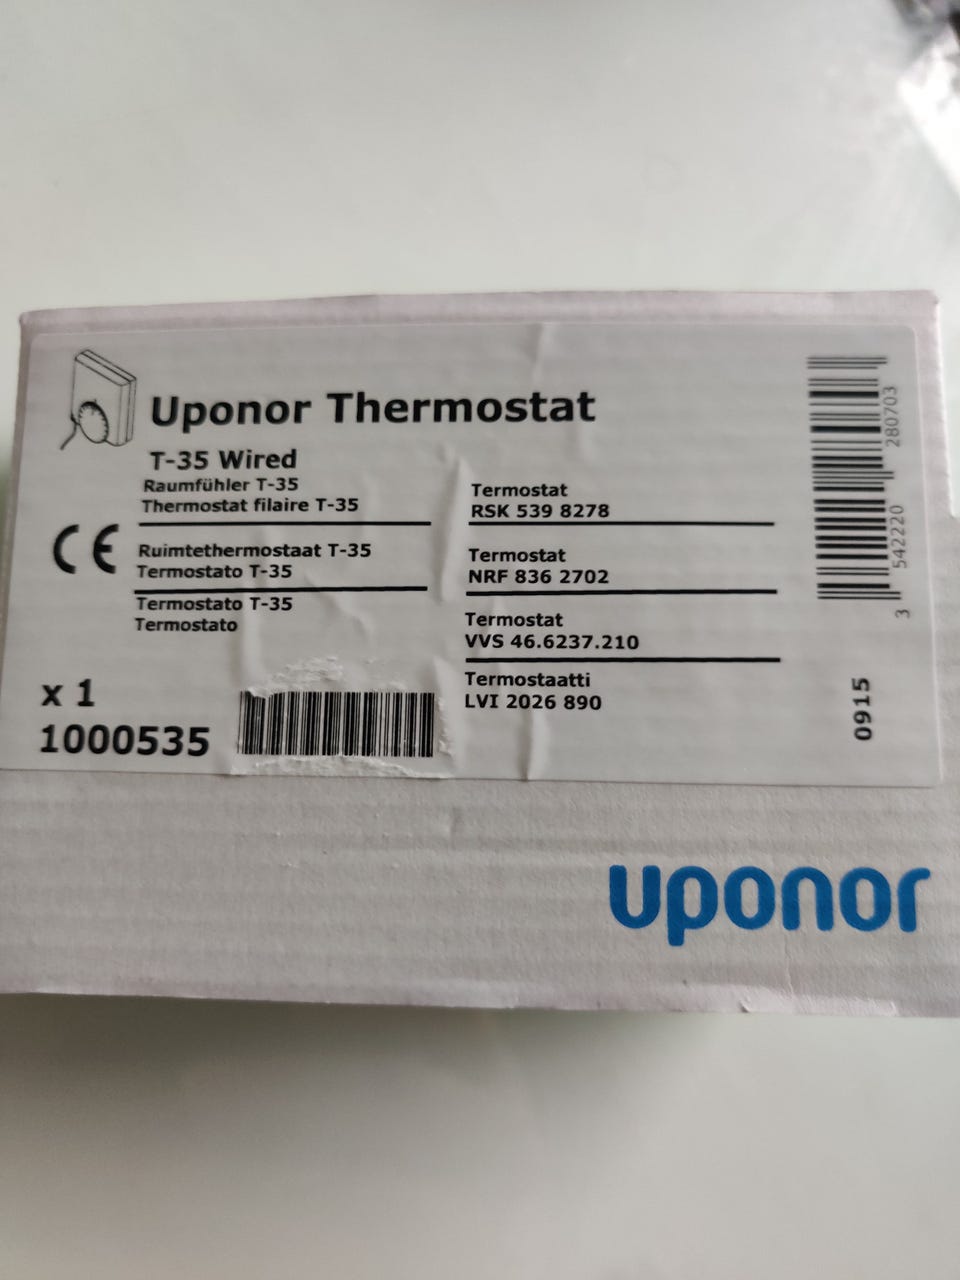 Uponor Thermostat
T-35 Wired
Raumfühler T-35
Thermostat filaire T-35
Ruimtethermostaat T-35
Termostato T-35
Termostato T-35
Termostato
x 1
1000535
Termostat
RSK 539 8278
Termostat
NRF 836 2702
Termostat
VVS 46.6237.210
Termostaatti
LVI 2026 890
3 542220 280703
0915
CE
uponor